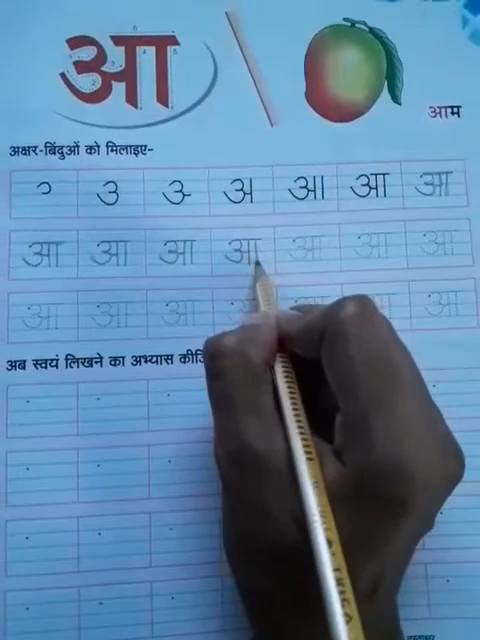 आ
आम
अक्षर-बिंदुओं को मिलाइए-
अ आ आ आ
आ आ आ आ आ आ आ
आ आ आ आ आ
अब स्वयं लिखने का अभ्यास